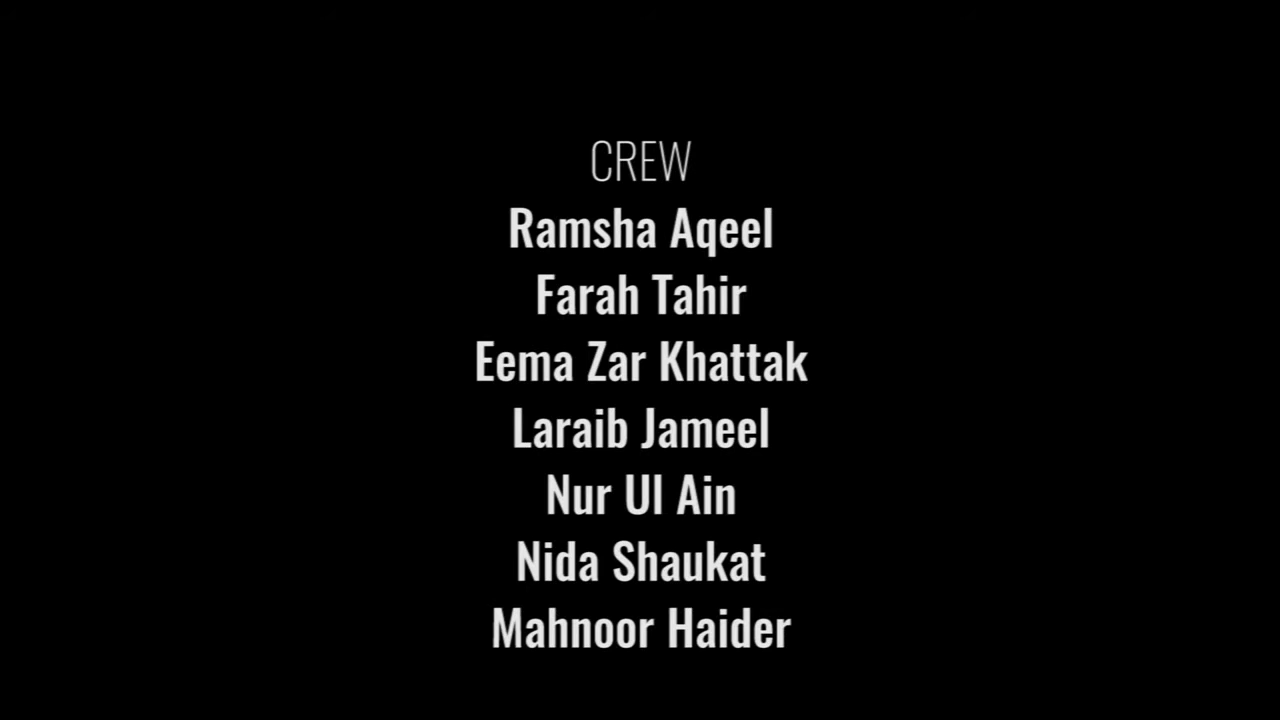 CREW
Ramsha Aqeel
Farah Tahir
Eema Zar Khattak
Laraib Jameel
Nur Ul Ain
Nida Shaukat
Mahnoor Haider